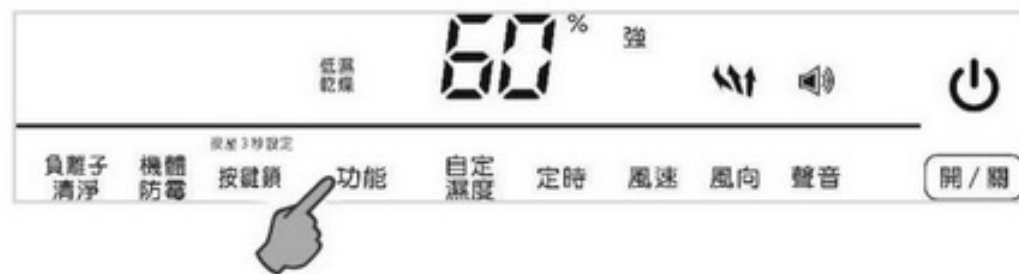 60%
強
低濕
乾燥
按壓3秒設定
負離子
清淨
機體
防霉
按鍵鎖
功能
自定
濕度
定時
風速
風向
聲音
開/關